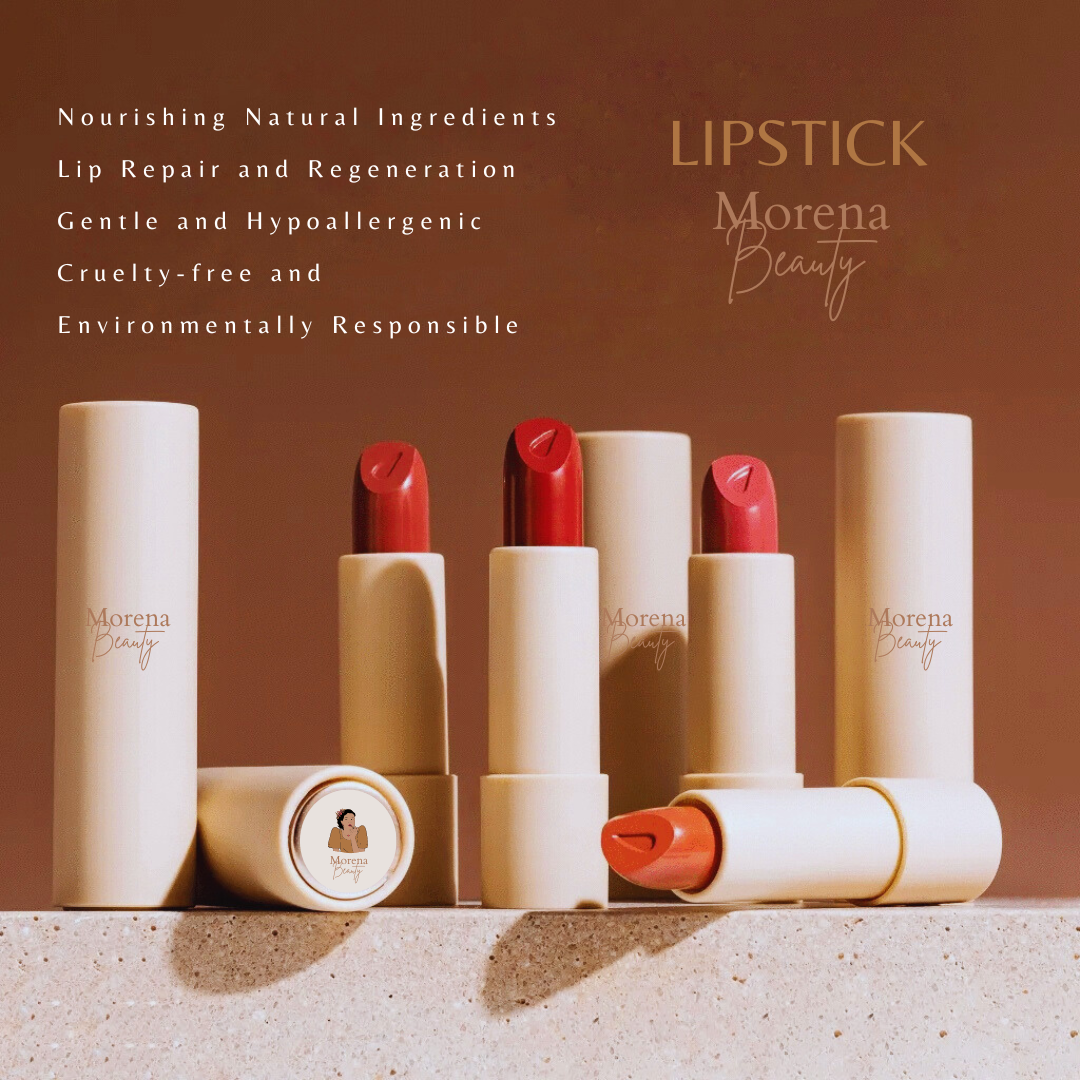 Nourishing Natural Ingredients
Lip Repair and Regeneration
Gentle and Hypoallergenic
Cruelty-free and
Environmentally Responsible
LIPSTICK
Morena
Beauty
Morena
Beauty
Morena
Beauty
Morena
Beauty
Morena
Beauty